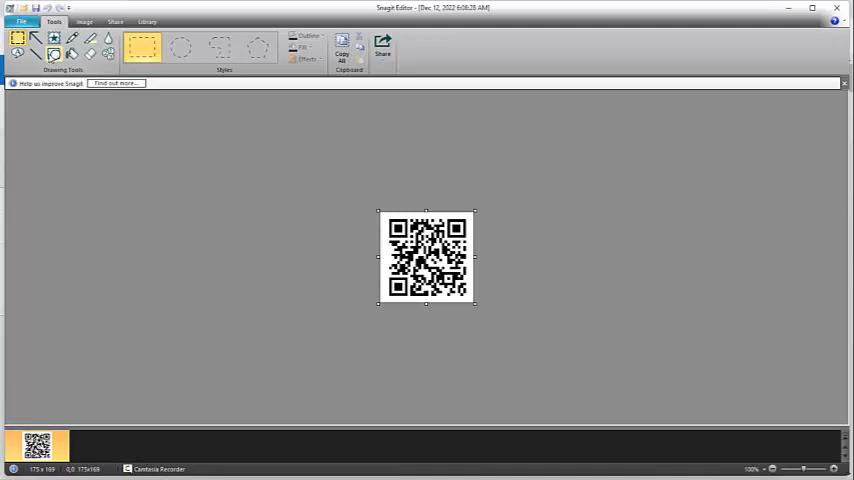 Snagit Editor - [Dec 12, 2022 6:08:28 AM]
File Tools Image Share Library
Outline
Fill
Effects
Copy All
Share
Drawing Tools Styles Clipboard
Help us improve Snagit Find out more...
175 x 169 0,0 175x169 Camtasia Recorder 100%